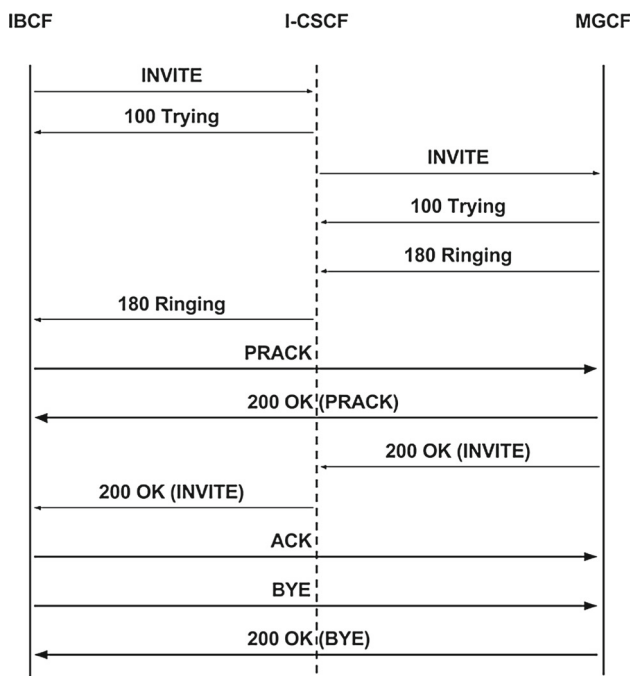 IBCF I-CSCF MGCF
INVITE
100 Trying
INVITE
100 Trying
180 Ringing
180 Ringing
PRACK
200 OK (PRACK)
200 OK (INVITE)
200 OK (INVITE)
ACK
BYE
200 OK (BYE)